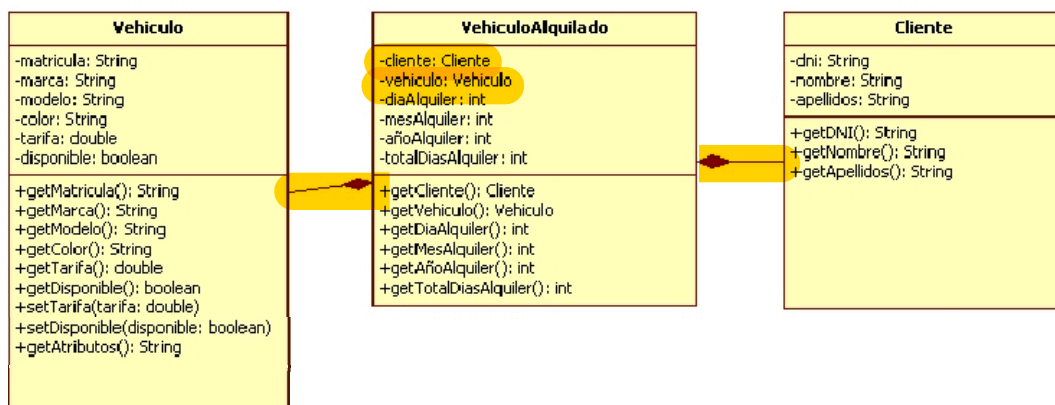 Vehiculo
-matricula: String
-marca: String
-modelo: String
-color: String
-tarifa: double
-disponible: boolean
+getMatricula(): String
+getMarca(): String
+getModelo(): String
+getColor(): String
+getTarifa(): double
+getDisponible(): boolean
+setTarifa(tarifa: double)
+setDisponible(disponible: boolean)
+getAtributos(): String
VehiculoAlquilado
-cliente: Cliente
-vehiculo: Vehiculo
-diaAlquiler: int
-mesAlquiler: int
-añoAlquiler: int
-totalDiasAlquiler: int
+getCliente(): Cliente
+getVehiculo(): Vehiculo
+getDiaAlquiler(): int
+getMesAlquiler(): int
+getAñoAlquiler(): int
+getTotalDiasAlquiler(): int
Cliente
-dni: String
-nombre: String
-apellidos: String
+getDNI(): String
+getNombre(): String
+getApellidos(): String